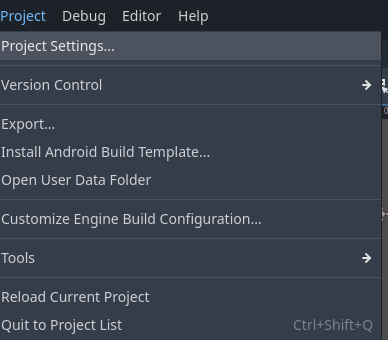 Project Debug Editor Help
Project Settings...
Version Control
Export...
Install Android Build Template...
Open User Data Folder
Customize Engine Build Configuration...
Tools
Reload Current Project
Quit to Project List Ctrl+Shift+Q